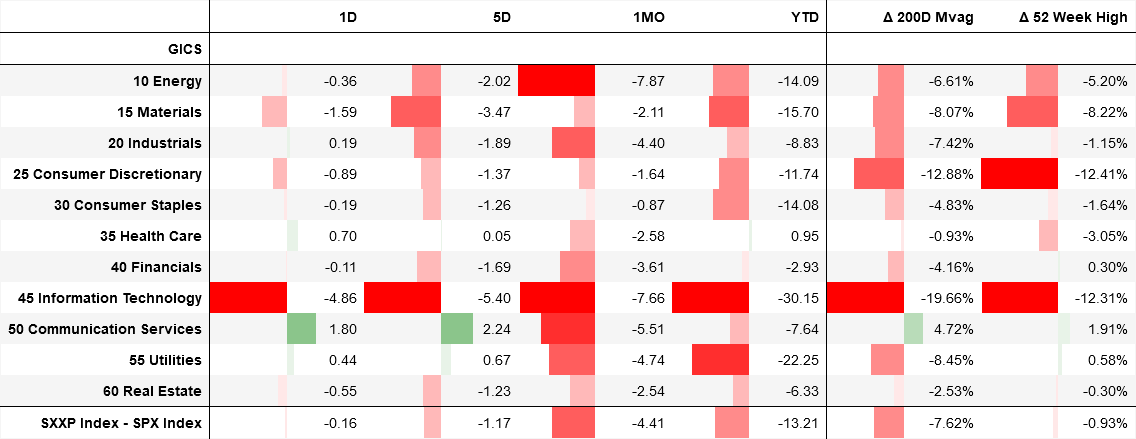 1D 5D 1MO YTD Δ 200D Mvag Δ 52 Week High
GICS
10 Energy -0.36 -2.02 -7.87 -14.09 -6.61% -5.20%
15 Materials -1.59 -3.47 -2.11 -15.70 -8.07% -8.22%
20 Industrials 0.19 -1.89 -4.40 -8.83 -7.42% -1.15%
25 Consumer Discretionary -0.89 -1.37 -1.64 -11.74 -12.88% -12.41%
30 Consumer Staples -0.19 -1.26 -0.87 -14.08 -4.83% -1.64%
35 Health Care 0.70 0.05 -2.58 0.95 -0.93% -3.05%
40 Financials -0.11 -1.69 -3.61 -2.93 -4.16% 0.30%
45 Information Technology -4.86 -5.40 -7.66 -30.15 -19.66% -12.31%
50 Communication Services 1.80 2.24 -5.51 -7.64 4.72% 1.91%
55 Utilities 0.44 0.67 -4.74 -22.25 -8.45% 0.58%
60 Real Estate -0.55 -1.23 -2.54 -6.33 -2.53% -0.30%
SXXP Index - SPX Index -0.16 -1.17 -4.41 -13.21 -7.62% -0.93%